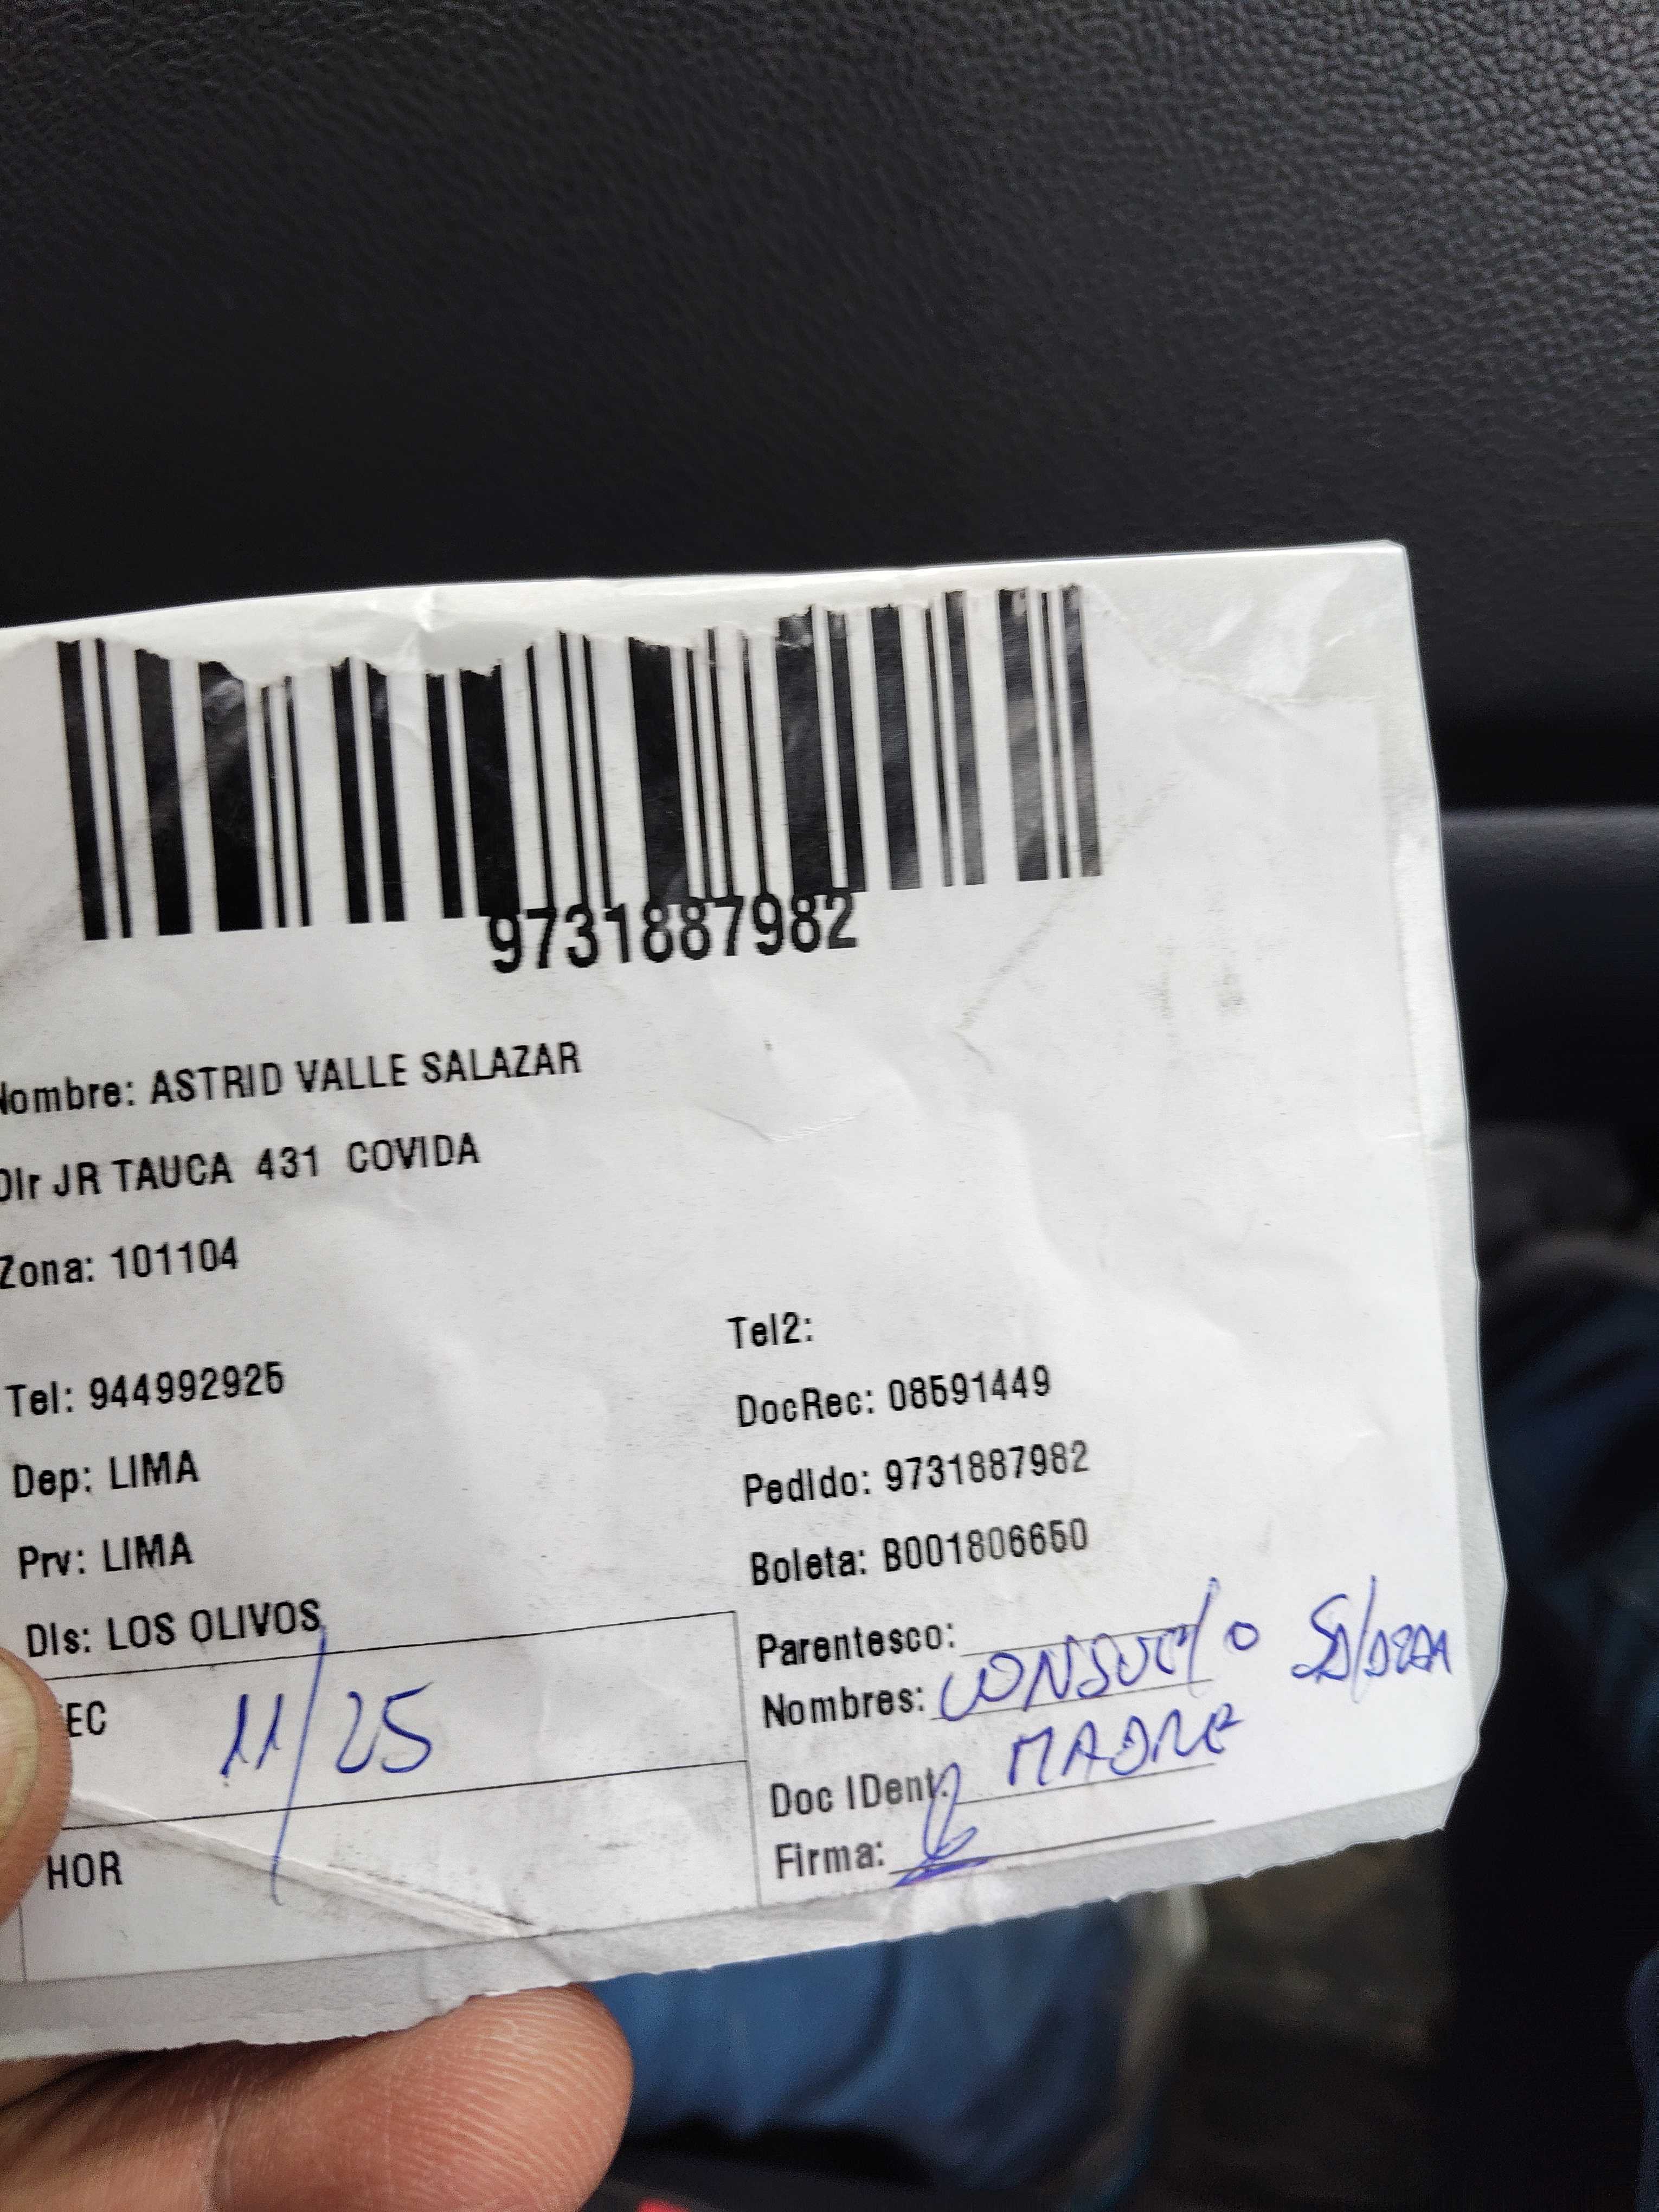 9731887982
Nombre: ASTRID VALLE SALAZAR
Dir JR TAUCA 431 COVIDA
Zona: 101104
Tel2:
Tel: 944992925
DocRec: 08591449
Dep: LIMA
Pedido: 9731887982
Prv: LIMA
Boleta: B001806650
Dis: LOS OLIVOS
Parentesco:
Nombres: CONSUElO SAlAZAR
EC 11/25
MADRE
Doc IDent:
Firma:
HOR